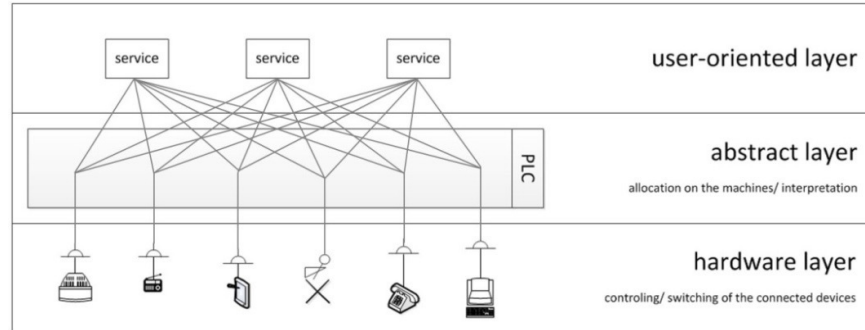 service
service
service
user-oriented layer
PLC
abstract layer
allocation on the machines/ interpretation
hardware layer
controling/ switching of the connected devices